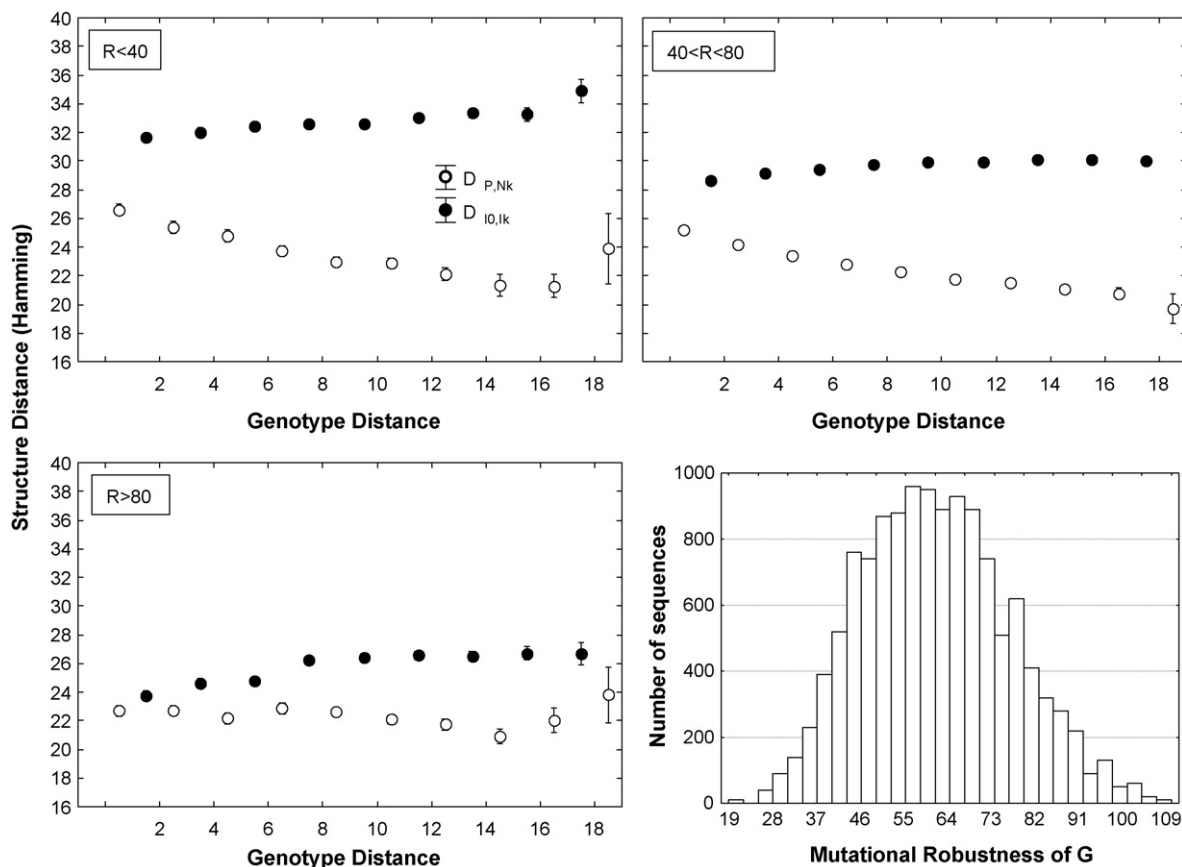 R<40
40
38
36
34
32
30
28
26
24
22
20
18
16
D P,Nk
D I0,Ik
2 4 6 8 10 12 14 16 18
Genotype Distance
40<R<80
2 4 6 8 10 12 14 16 18
Genotype Distance
Structure Distance (Hamming)
R>80
40
38
36
34
32
30
28
26
24
22
20
18
16
2 4 6 8 10 12 14 16 18
Genotype Distance
Number of sequences
1000
800
600
400
200
0
19 28 37 46 55 64 73 82 91 100 109
Mutational Robustness of G